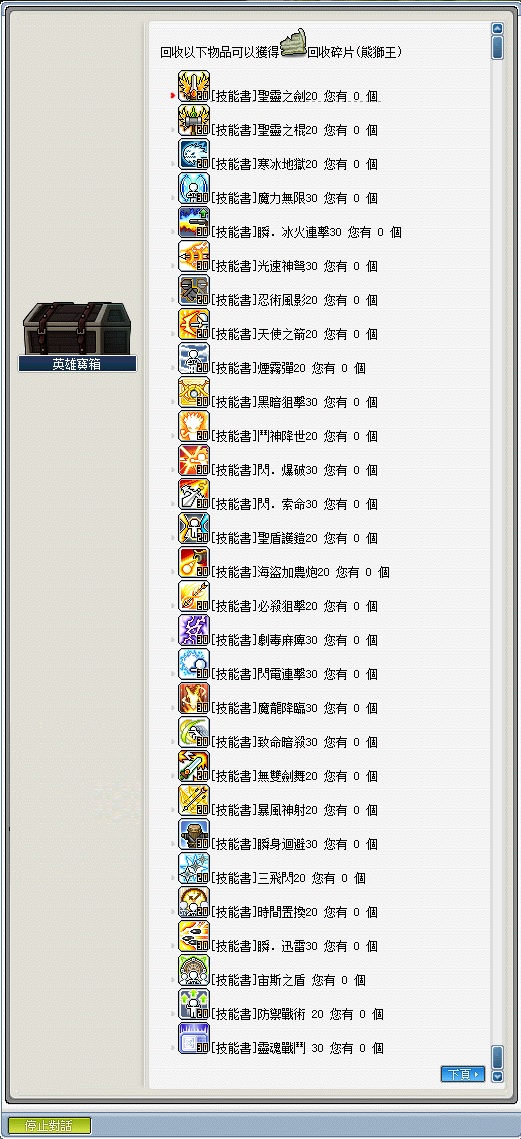 回收以下物品可以獲得回收碎片(熊獅王)
[技能書]聖靈之劍20 您有 0 個
[技能書]聖靈之棍20 您有 0 個
[技能書]寒冰地獄20 您有 0 個
[技能書]魔力無限30 您有 0 個
[技能書]瞬．冰火連擊30 您有 0 個
[技能書]光速神弩30 您有 0 個
[技能書]忍術風影20 您有 0 個
[技能書]天使之箭20 您有 0 個
英雄寶箱
[技能書]煙霧彈20 您有 0 個
[技能書]黑暗狙擊30 您有 0 個
[技能書]鬥神降世20 您有 0 個
[技能書]閃．爆破30 您有 0 個
[技能書]閃．索命30 您有 0 個
[技能書]聖盾護鎧20 您有 0 個
[技能書]海盜加農炮20 您有 0 個
[技能書]必殺狙擊20 您有 0 個
[技能書]劇毒麻痺30 您有 0 個
[技能書]閃電連擊30 您有 0 個
[技能書]魔龍降臨30 您有 0 個
[技能書]致命暗殺30 您有 0 個
[技能書]無雙劍舞20 您有 0 個
[技能書]暴風神射20 您有 0 個
[技能書]瞬身迴避30 您有 0 個
[技能書]三飛閃20 您有 0 個
[技能書]時間置換20 您有 0 個
[技能書]瞬．迅雷30 您有 0 個
[技能書]宙斯之盾 您有 0 個
[技能書]防禦戰術 20 您有 0 個
[技能書]靈魂戰鬥 30 您有 0 個
下頁
停止對話